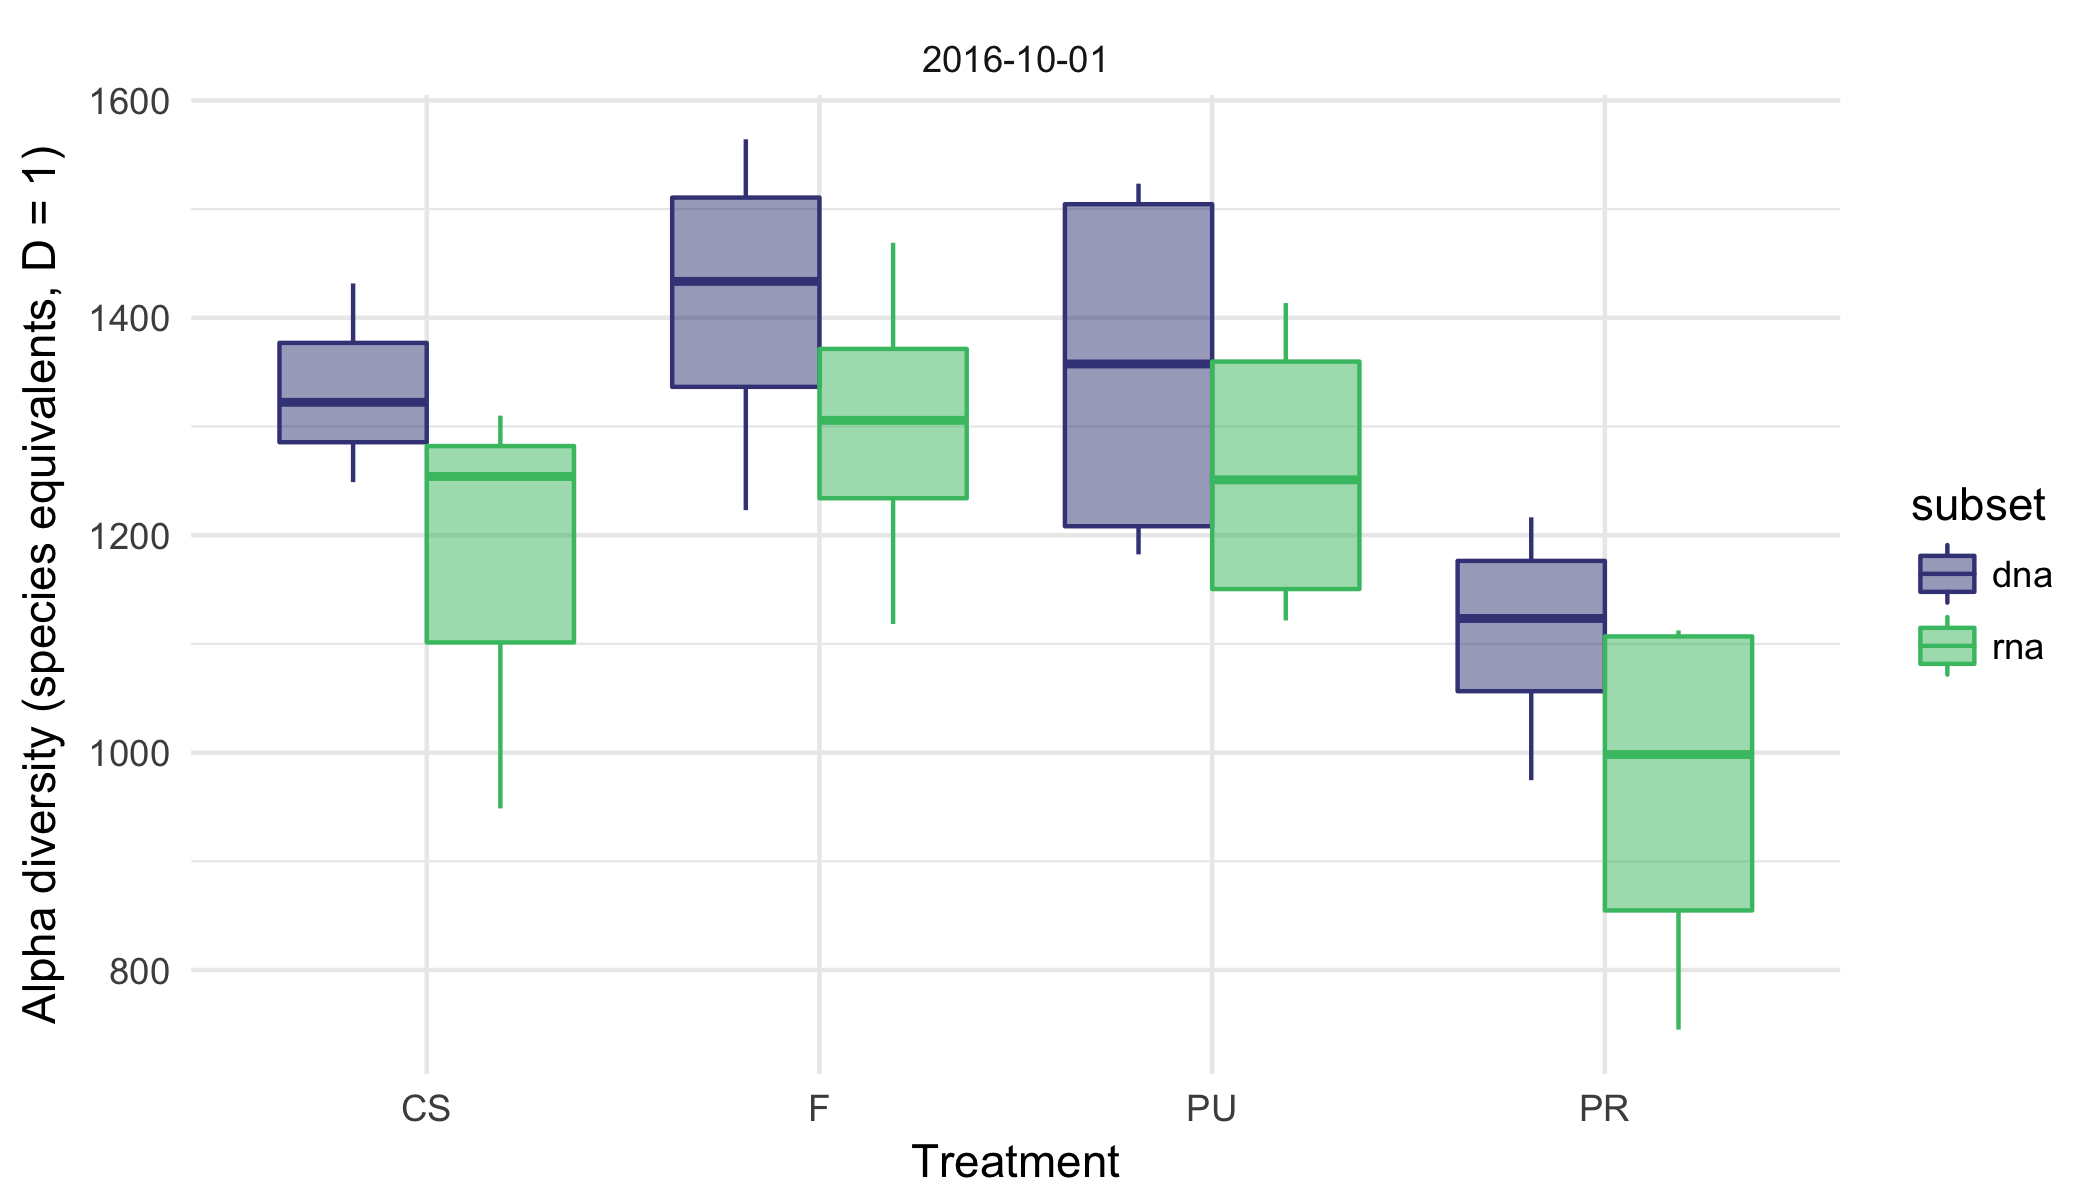 2016-10-01
Alpha diversity (species equivalents, D = 1)
1600
1400
1200
1000
800
CS
F
PU
PR
Treatment
subset
dna
rna